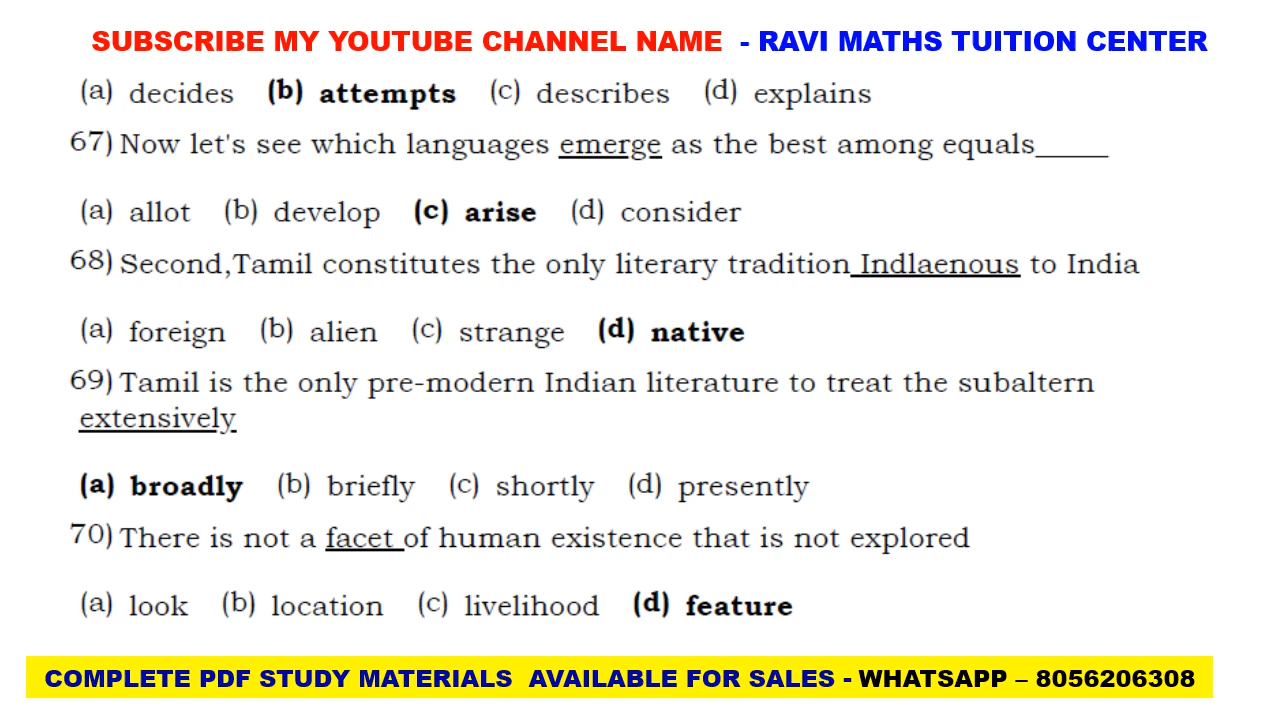 SUBSCRIBE MY YOUTUBE CHANNEL NAME - RAVI MATHS TUITION CENTER
(a) decides (b) attempts (c) describes (d) explains
67) Now let's see which languages emerge as the best among equals_____
(a) allot (b) develop (c) arise (d) consider
68) Second,Tamil constitutes the only literary tradition Indlaenous to India
(a) foreign (b) alien (c) strange (d) native
69) Tamil is the only pre-modern Indian literature to treat the subaltern
extensively
(a) broadly (b) briefly (c) shortly (d) presently
70) There is not a facet of human existence that is not explored
(a) look (b) location (c) livelihood (d) feature
COMPLETE PDF STUDY MATERIALS AVAILABLE FOR SALES - WHATSAPP – 8056206308